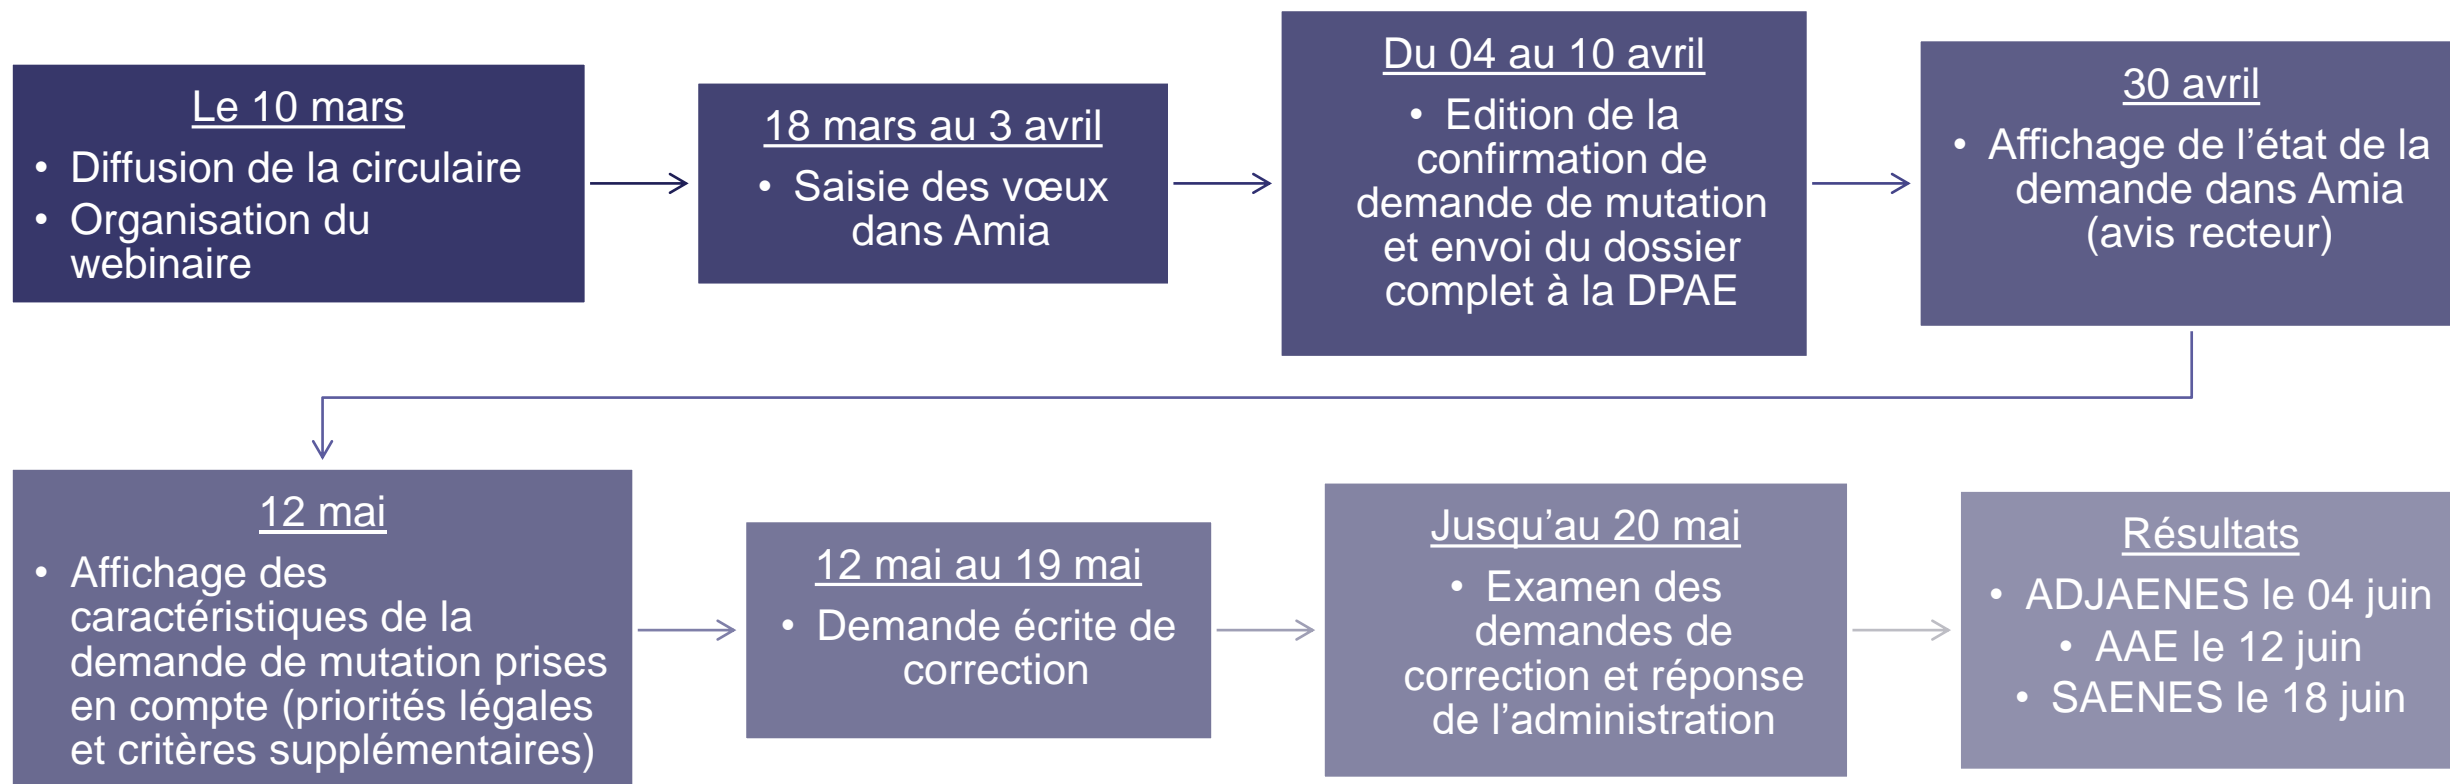 Le 10 mars
• Diffusion de la circulaire
• Organisation du
webinaire
18 mars au 3 avril
• Saisie des vœux
dans Amia
Du 04 au 10 avril
• Edition de la
confirmation de
demande de mutation
et envoi du dossier
complet à la DPAE
30 avril
• Affichage de l’état de la
demande dans Amia
(avis recteur)
12 mai
• Affichage des
caractéristiques de la
demande de mutation prises
en compte (priorités légales
et critères supplémentaires)
12 mai au 19 mai
• Demande écrite de
correction
Jusqu’au 20 mai
• Examen des
demandes de
correction et réponse
de l’administration
Résultats
• ADJAENES le 04 juin
• AAE le 12 juin
• SAENES le 18 juin